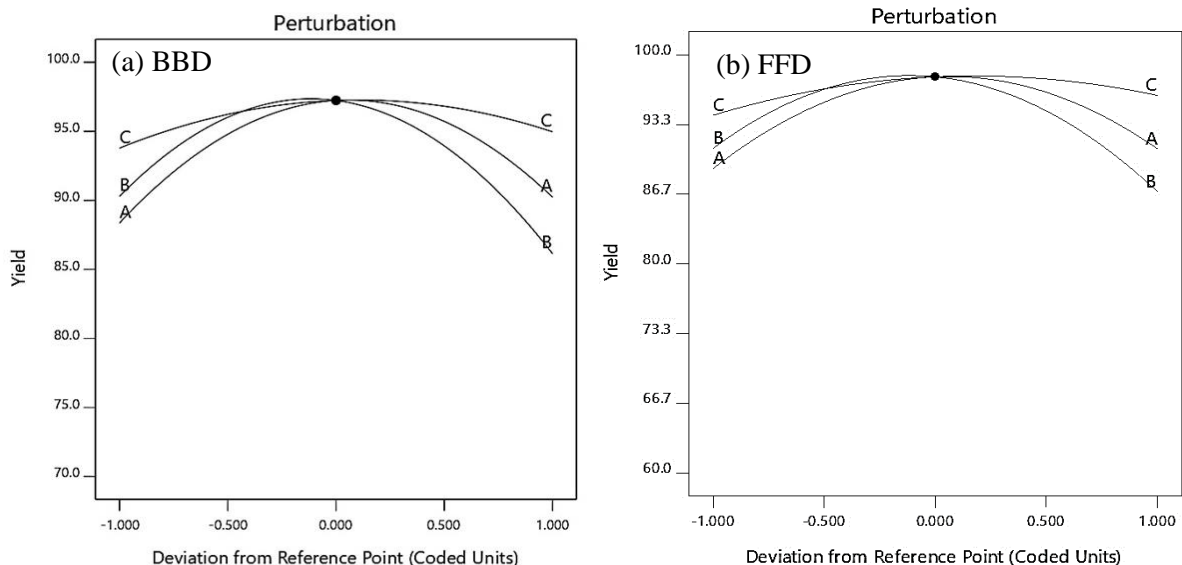 Perturbation
(a) BBD
100.0
95.0
90.0
85.0
80.0
75.0
70.0
Yield
C
B
A
C
A
B
-1.000
-0.500
0.000
0.500
1.000
Deviation from Reference Point (Coded Units)
Perturbation
(b) FFD
100.0
93.3
86.7
80.0
73.3
66.7
60.0
Yield
C
B
A
C
A
B
-1.000
-0.500
0.000
0.500
1.000
Deviation from Reference Point (Coded Units)